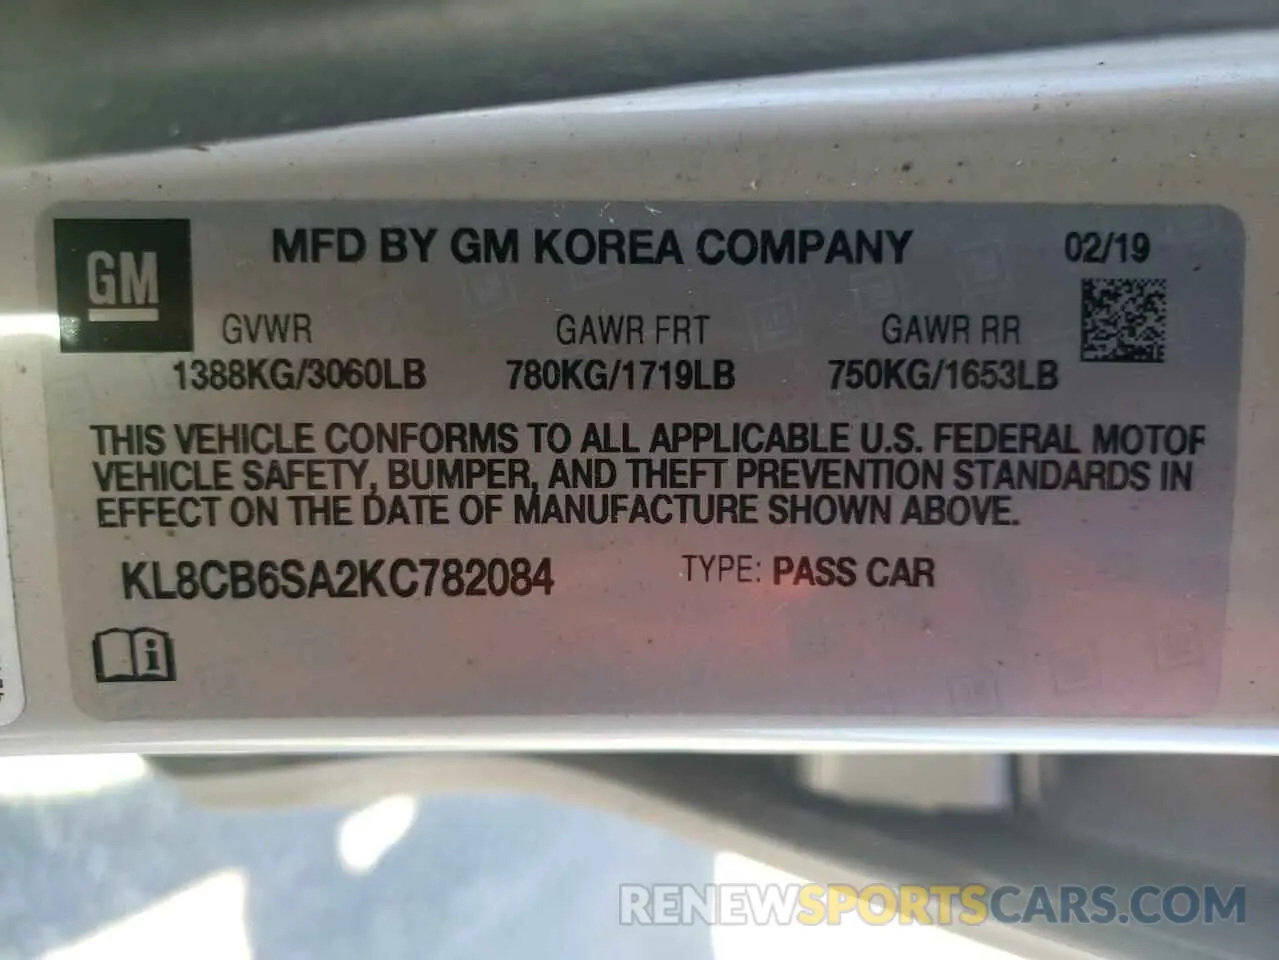 GM
MFD BY GM KOREA COMPANY 02/19
GVWR GAWR FRT GAWR RR
1388KG/3060LB 780KG/1719LB 750KG/1653LB
THIS VEHICLE CONFORMS TO ALL APPLICABLE U.S. FEDERAL MOTOR
VEHICLE SAFETY, BUMPER, AND THEFT PREVENTION STANDARDS IN
EFFECT ON THE DATE OF MANUFACTURE SHOWN ABOVE.
KL8CB6SA2KC782084 TYPE: PASS CAR
i
RENEWSPORTSCARS.COM